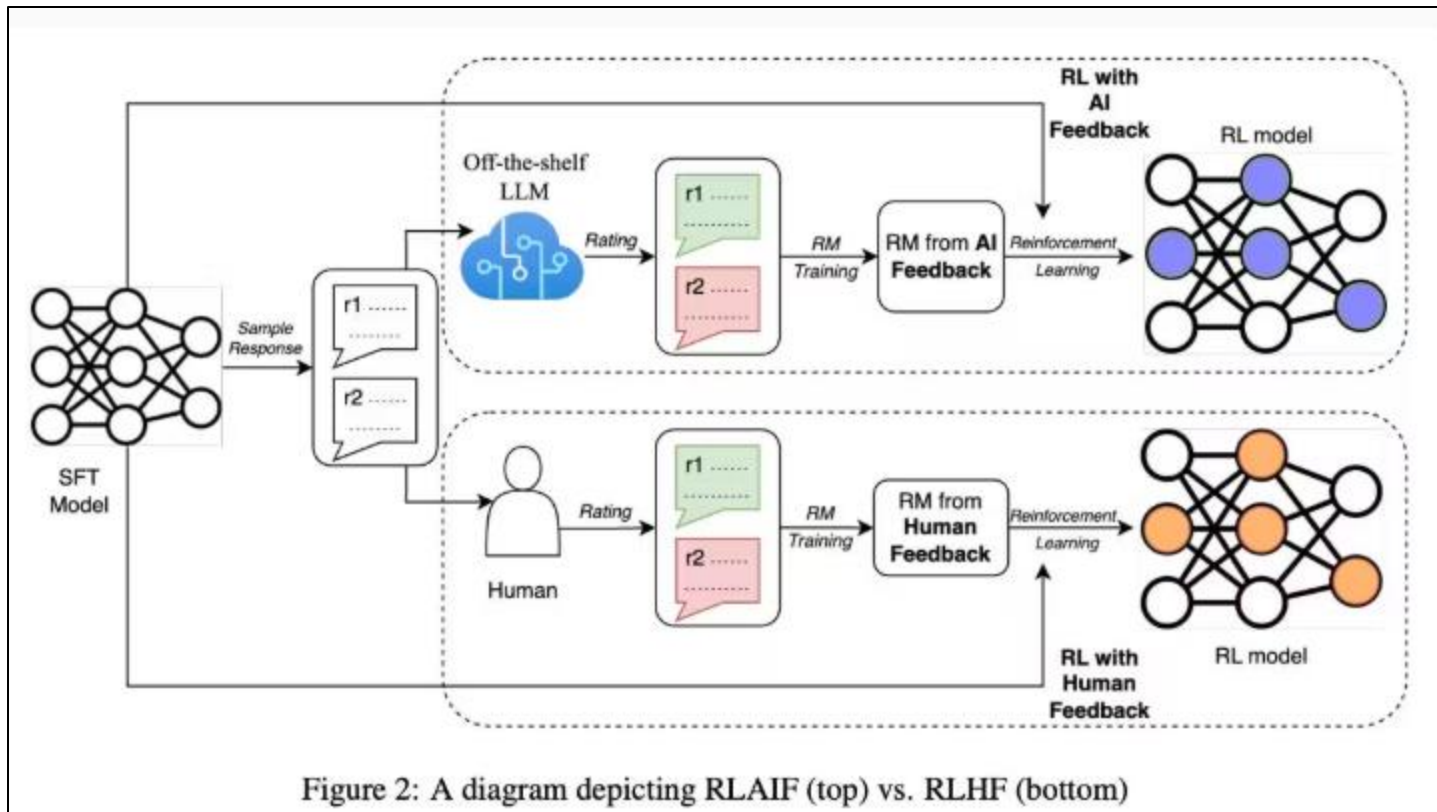 RL with
AI
Feedback
RL model
Off-the-shelf
LLM
r1 ......
........
Rating
r2 ......
........
RM
Training
RM from AI
Feedback
Reinforcement
Learning
Sample
Response
r1 ......
........
r2 ......
........
SFT
Model
Human
Rating
r1 ......
........
r2 ......
........
RM
Training
RM from
Human
Feedback
Reinforcement
Learning
RL model
RL with
Human
Feedback
Figure 2: A diagram depicting RLAIF (top) vs. RLHF (bottom)